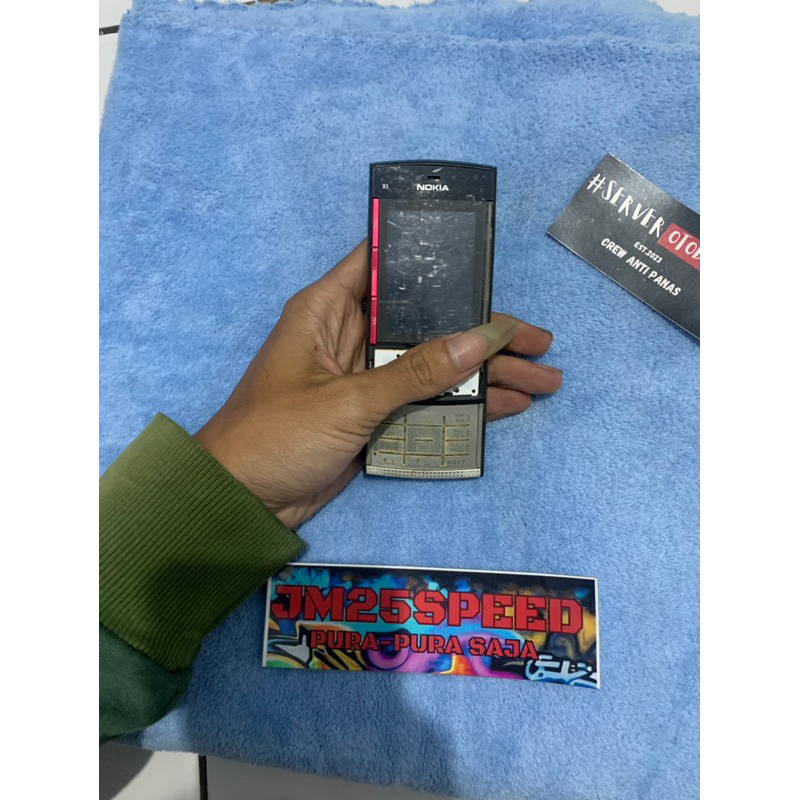 X3
NOKIA
#SERVER OTOD
EST.2023
CREW ANTI PANAS
JM25SPEED
PURA-PURA SAJA